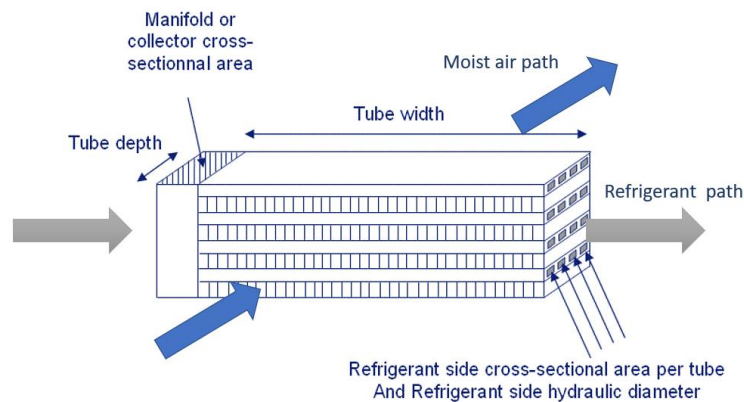 Manifold or
collector cross-
sectionnal area
Moist air path
Tube width
Tube depth
Refrigerant path
Refrigerant side cross-sectional area per tube
And Refrigerant side hydraulic diameter